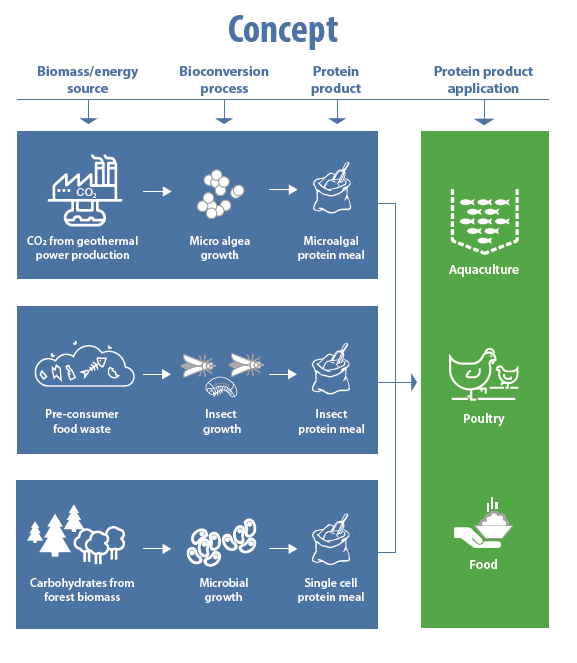 Concept
Biomass/energy
source
Bioconversion
process
Protein
product
Protein product
application
CO₂
CO₂ from geothermal
power production
Micro algea
growth
Microalgal
protein meal
Aquaculture
Pre-consumer
food waste
Insect
growth
Insect
protein meal
Poultry
Carbohydrates from
forest biomass
Microbial
growth
Single cell
protein meal
Food